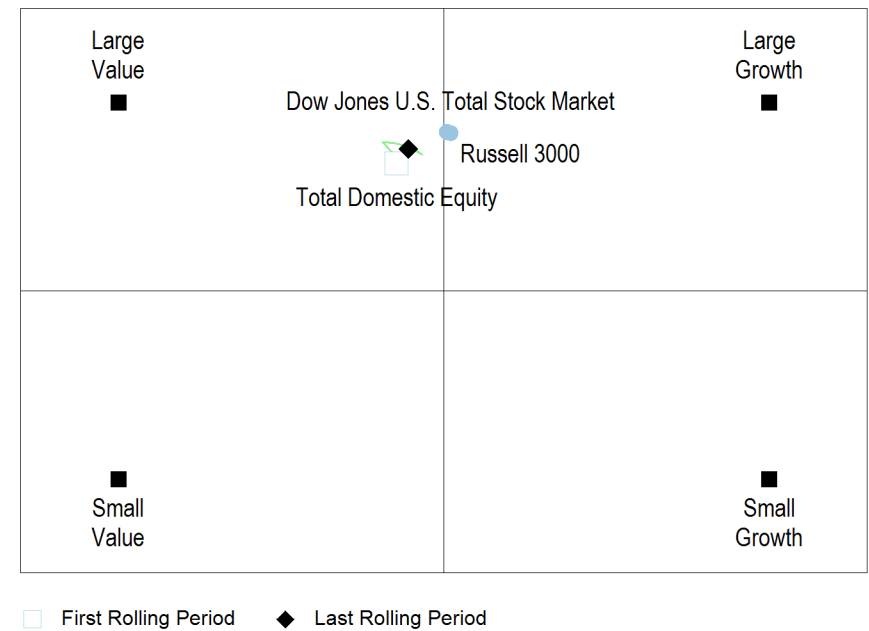 Large
Value
Large
Growth
Dow Jones U.S. Total Stock Market
Russell 3000
Total Domestic Equity
Small
Value
Small
Growth
First Rolling Period
Last Rolling Period